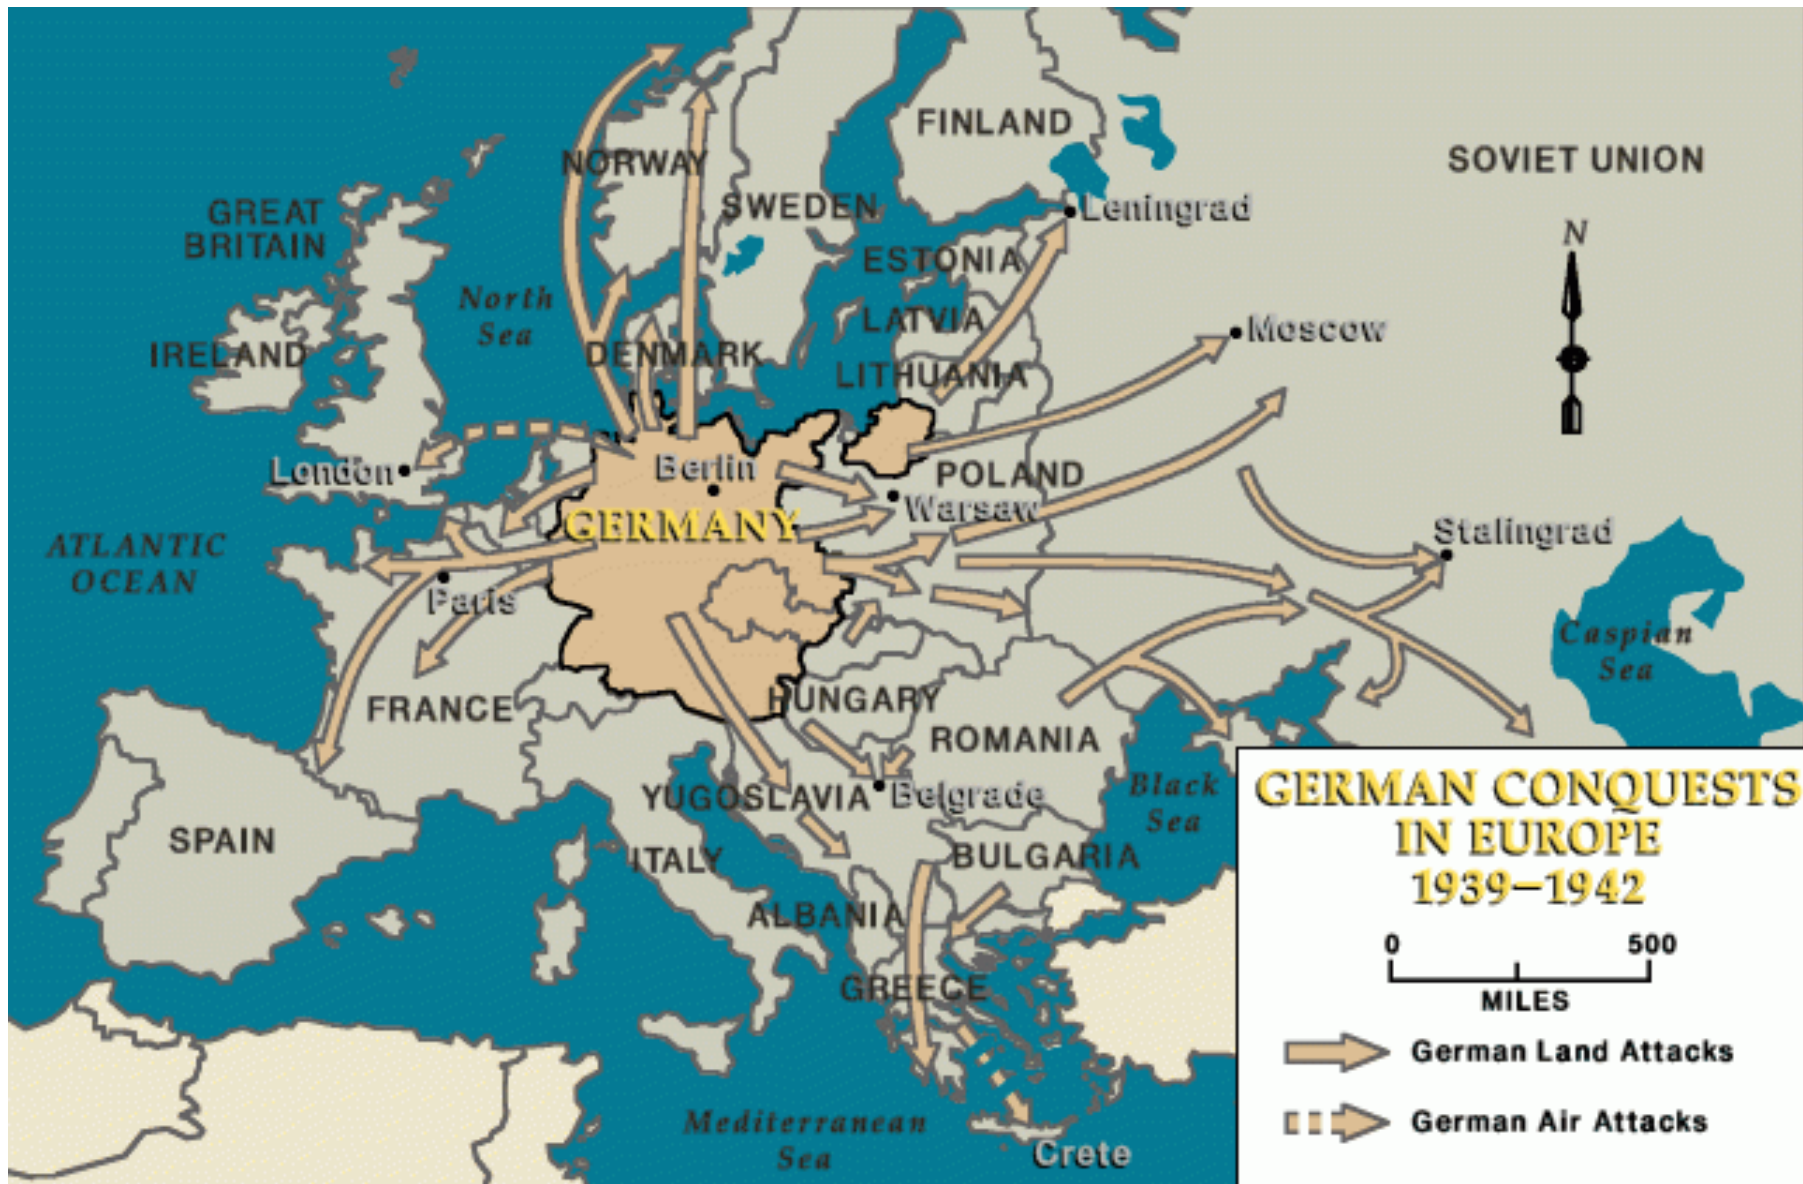 FINLAND
SOVIET UNION
NORWAY
SWEDEN
Leningrad
GREAT
BRITAIN
N
ESTONIA
North
Sea
LATVIA
Moscow
IRELAND
DENMARK
LITHUANIA
London
Berlin
POLAND
Warsaw
GERMANY
Stalingrad
ATLANTIC
OCEAN
Paris
Caspian
Sea
FRANCE
HUNGARY
ROMANIA
Black
Sea
YUGOSLAVIA
Belgrade
SPAIN
ITALY
BULGARIA
ALBANIA
GREECE
Mediterranean
Sea
Crete
GERMAN CONQUESTS
IN EUROPE
1939–1942
0 500
MILES
German Land Attacks
German Air Attacks